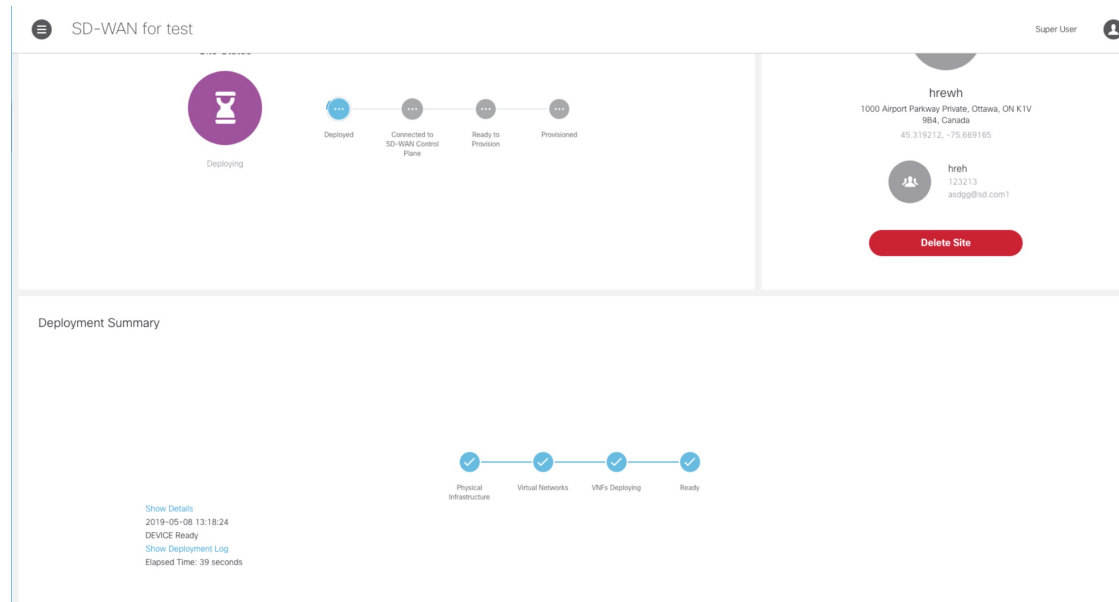 SD-WAN for test
Super User
Site Status
Deploying
Deployed
Connected to
SD-WAN Control
Plane
Ready to
Provision
Provisioned
hrewh
1000 Airport Parkway Private, Ottawa, ON K1V
9B4, Canada
45.319212, -75.669165
hreh
123213
asdgg@sd.com1
Delete Site
Deployment Summary
Physical
Infrastructure
Virtual Networks
VNFs Deploying
Ready
Show Details
2019-05-08 13:18:24
DEVICE Ready
Show Deployment Log
Elapsed Time: 39 seconds